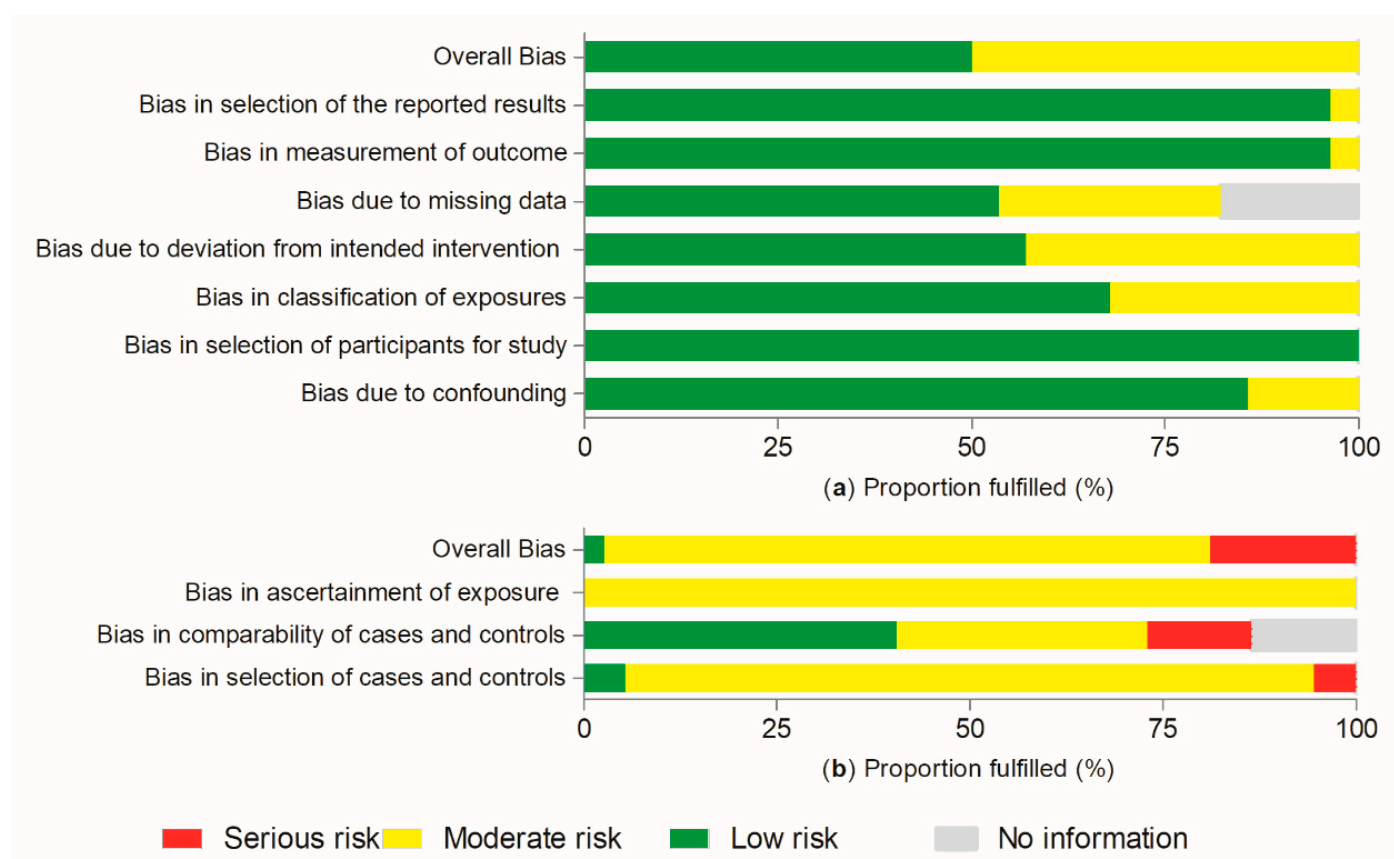 Overall Bias
Bias in selection of the reported results
Bias in measurement of outcome
Bias due to missing data
Bias due to deviation from intended intervention
Bias in classification of exposures
Bias in selection of participants for study
Bias due to confounding
0 25 50 75 100
(a) Proportion fulfilled (%)
Overall Bias
Bias in ascertainment of exposure
Bias in comparability of cases and controls
Bias in selection of cases and controls
0 25 50 75 100
(b) Proportion fulfilled (%)
Serious risk Moderate risk Low risk No information